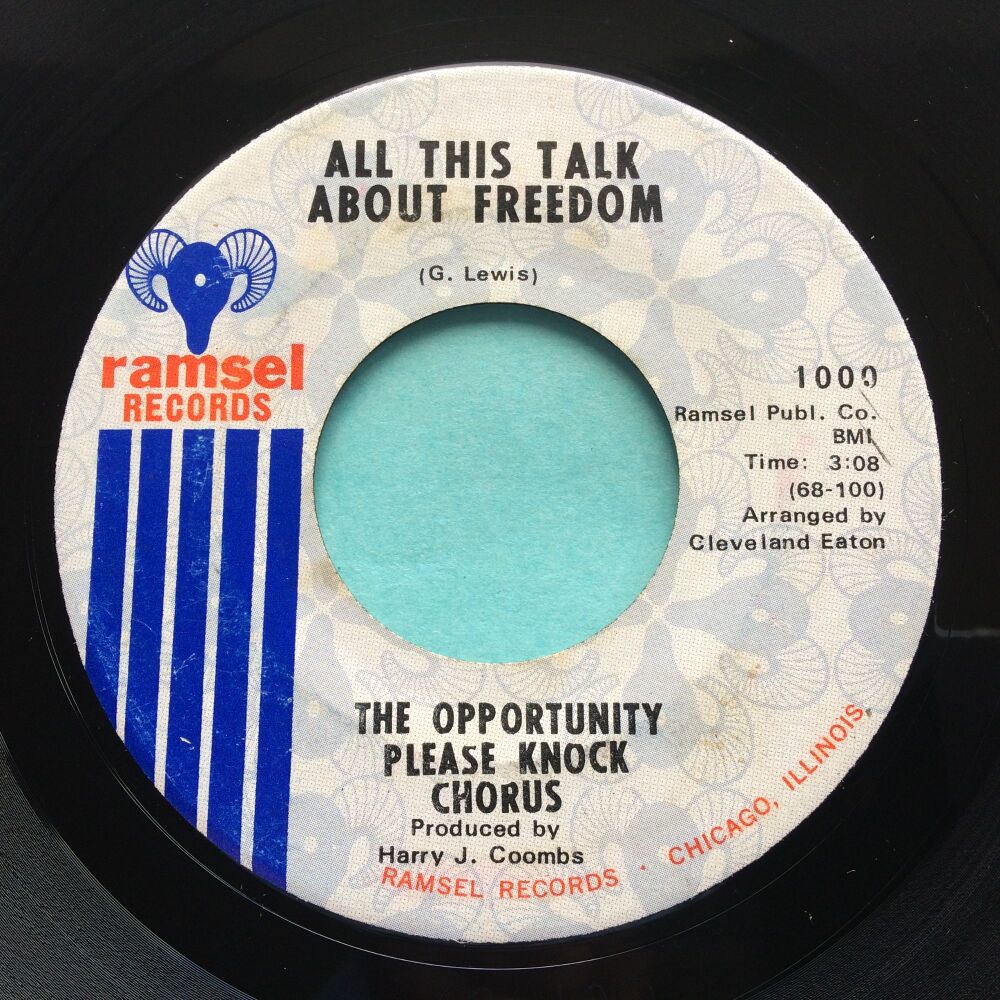 ALL THIS TALK
ABOUT FREEDOM
(G. Lewis)
ramsel
RECORDS
1000
Ramsel Publ. Co.
BMI
Time: 3:08
(68-100)
Arranged by
Cleveland Eaton
THE OPPORTUNITY
PLEASE KNOCK
CHORUS
Produced by
Harry J. Coombs
RAMSEL RECORDS · CHICAGO, ILLINOIS,